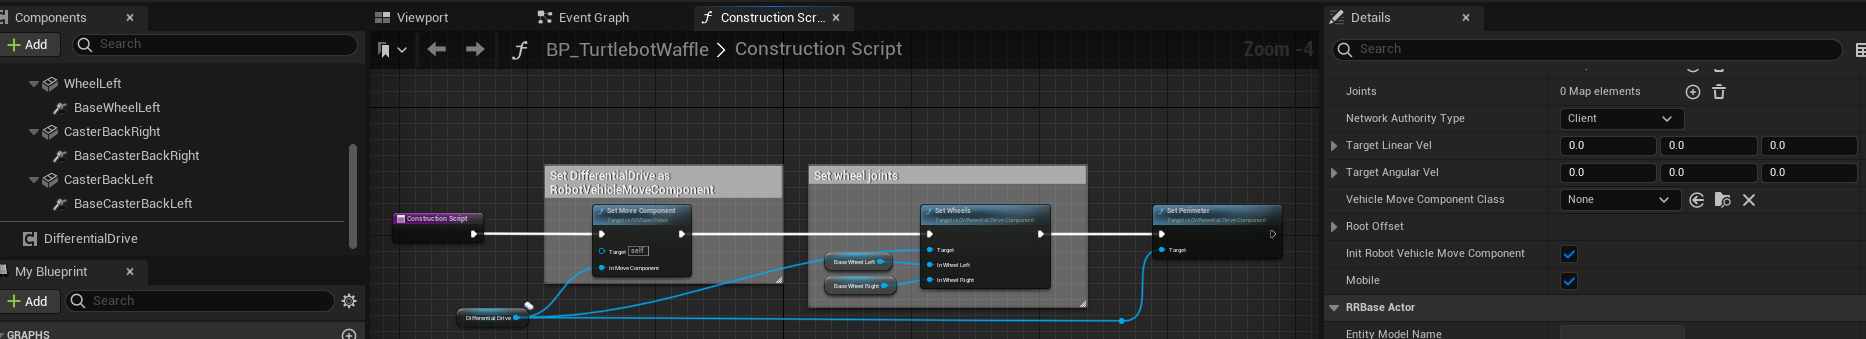 Components
Viewport
Event Graph
Construction Scr...
Details
Add
Search
BP_TurtlebotWaffle > Construction Script
Zoom -4
Search
WheelLeft
BaseWheelLeft
CasterBackRight
BaseCasterBackRight
CasterBackLeft
BaseCasterBackLeft
DifferentialDrive
My Blueprint
Add
Search
GRAPHS
Construction Script
Set DifferentialDrive as
RobotVehicleMoveComponent
Set Move Component
Target is RRBase Robot
Target self
In Move Component
Differential Drive
Set wheel joints
Set Wheels
Target is Differential Drive Component
Target
In Wheel Left
In Wheel Right
Base Wheel Left
Base Wheel Right
Set Perimeter
Target is Differential Drive Component
Target
Joints 0 Map elements
Network Authority Type Client
Target Linear Vel 0.0 0.0 0.0
Target Angular Vel 0.0 0.0 0.0
Vehicle Move Component Class None
Root Offset
Init Robot Vehicle Move Component
Mobile
RRBase Actor
Entity Model Name